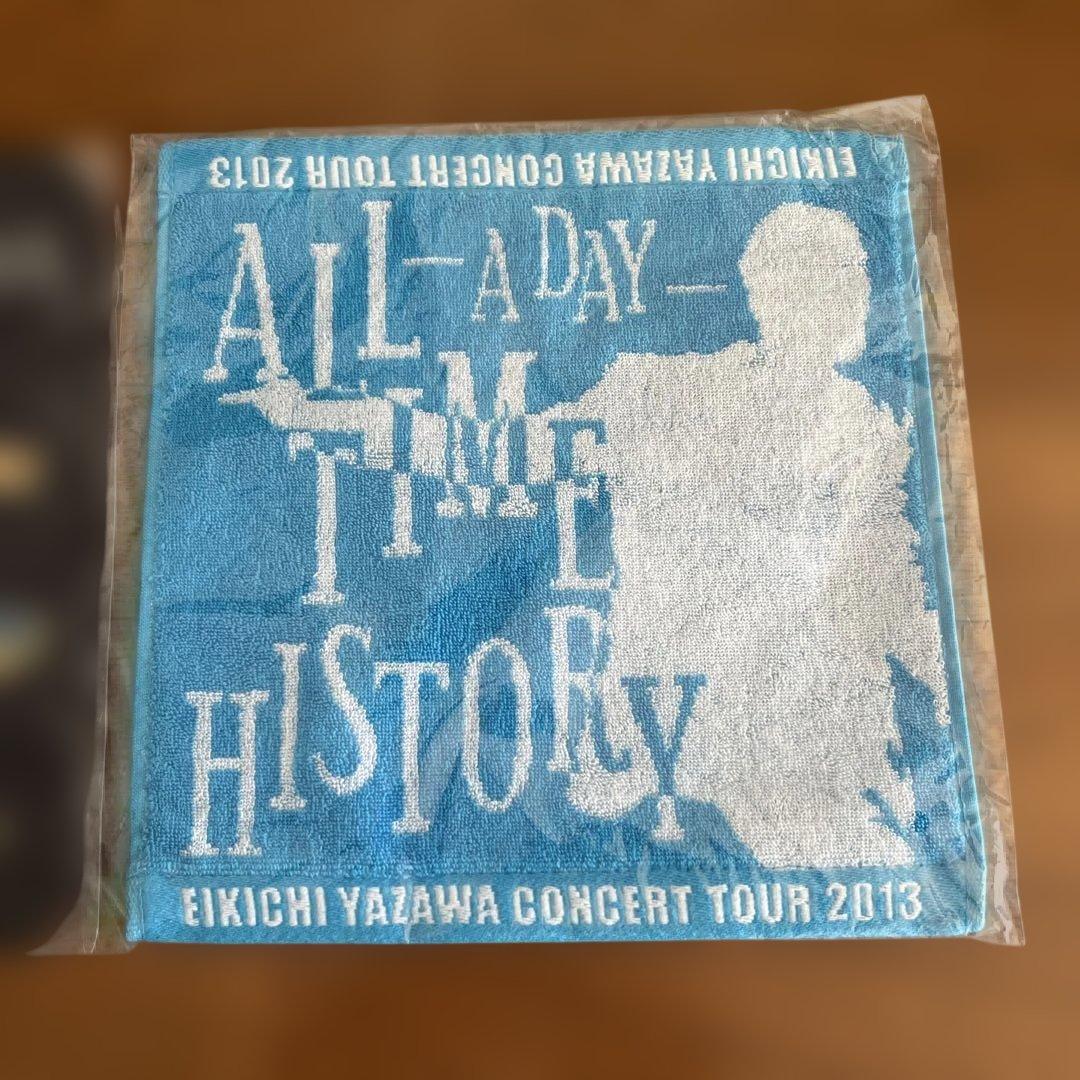 EIKICHI YAZAWA CONCERT TOUR 2013
ALL—A DAY—
TIME
HISTORY
EIKICHI YAZAWA CONCERT TOUR 2013